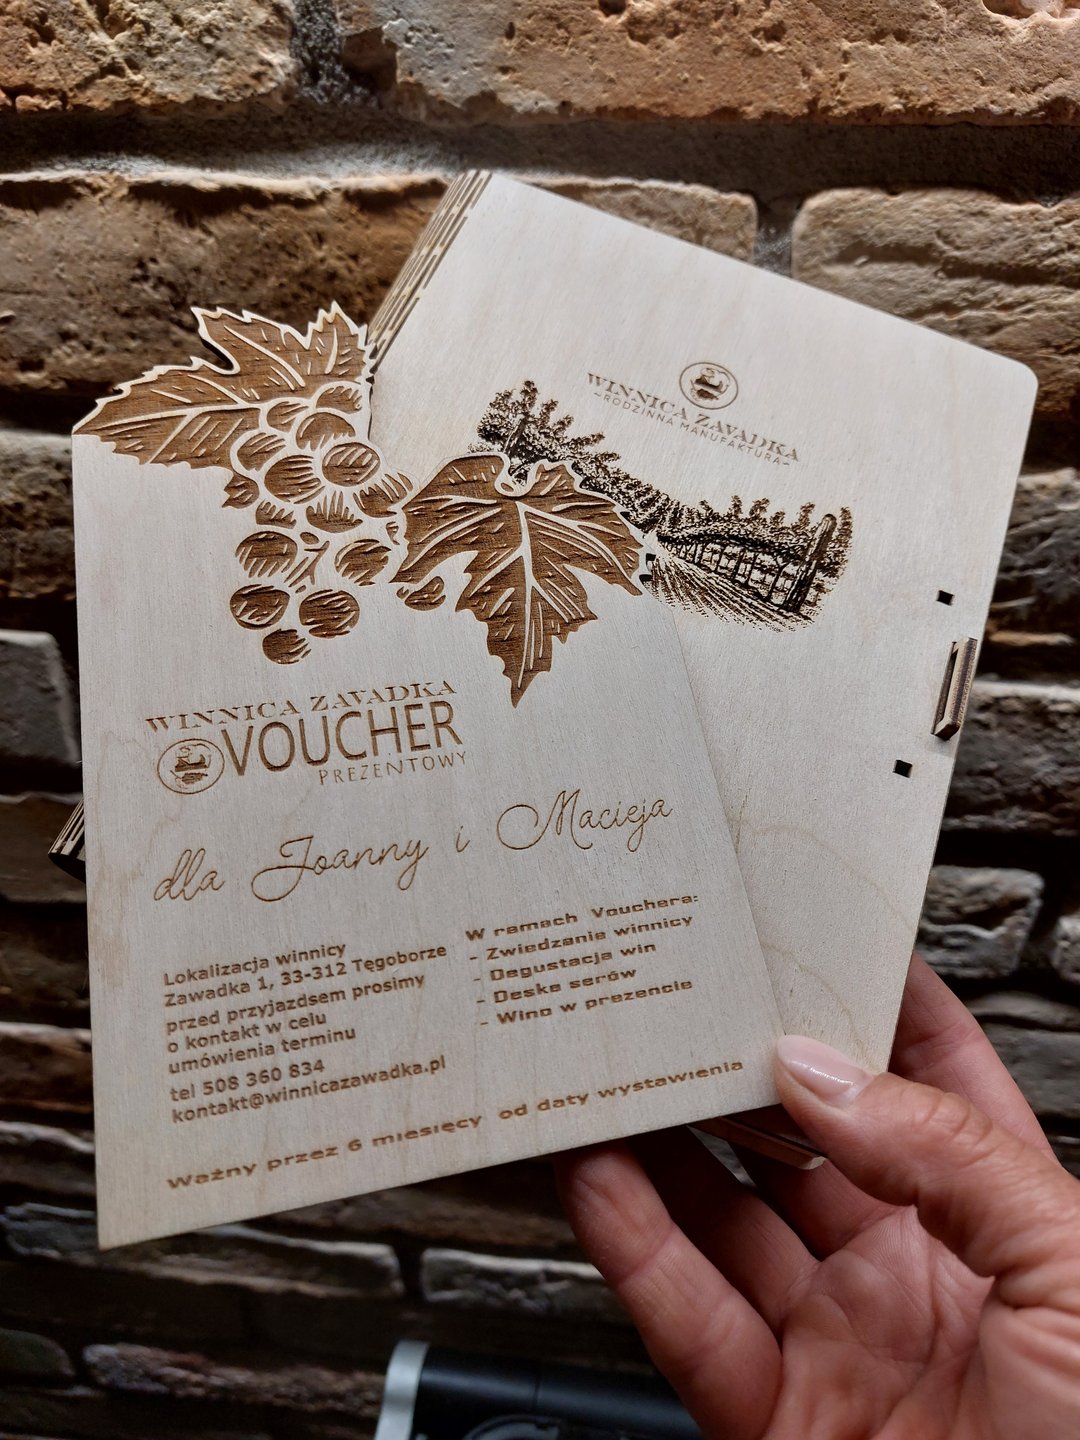 WINNICA ZAVADKA
~RODZINNA MANUFAKTURA~
WINNICA ZAVADKA
VOUCHER
PREZENTOWY
dla Joanny i Macieja
Lokalizacja winnicy
Zawadka 1, 33-312 Tęgoborze
przed przyjazdsem prosimy
o kontakt w celu
umówienia terminu
tel 508 360 834
kontakt@winnicazawadka.pl
W ramach Vouchera:
- Zwiedzanie winnicy
- Degustacja win
- Deska serów
- Wino w prezencie
Ważny przez 6 miesięcy od daty wystawienia